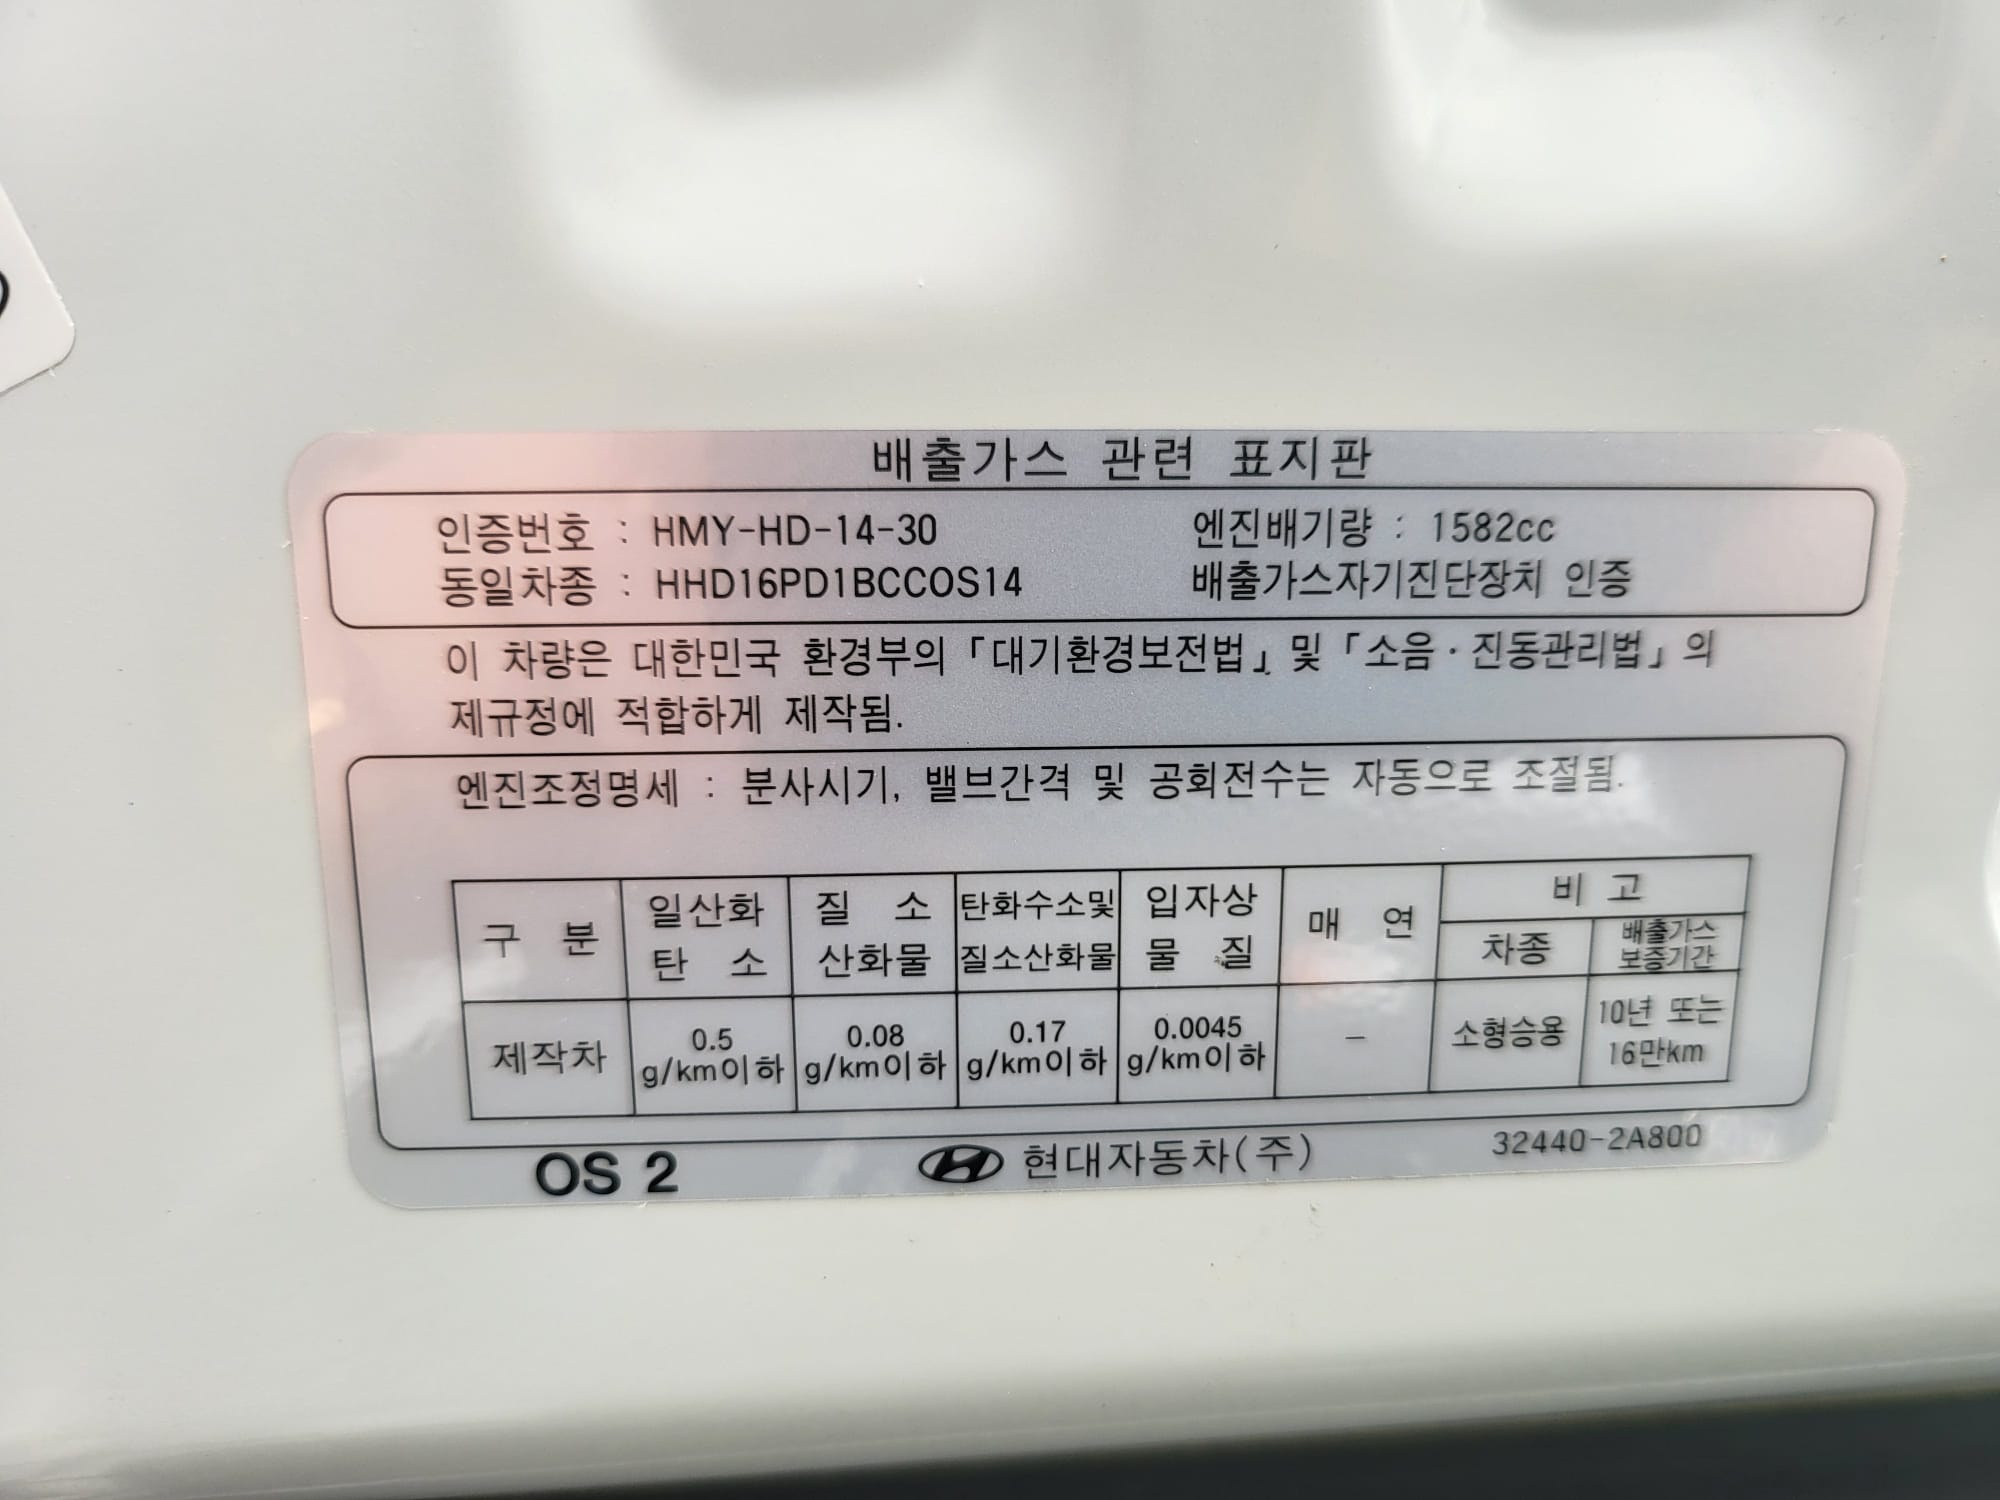 배출가스 관련 표지판
인증번호 : HMY-HD-14-30 엔진배기량 : 1582cc
동일차종 : HHD16PD1BCCOS14 배출가스자기진단장치 인증
이 차량은 대한민국 환경부의 「대기환경보전법」 및 「소음·진동관리법」의
제규정에 적합하게 제작됨.
엔진조정명세 : 분사시기, 밸브간격 및 공회전수는 자동으로 조절됨.
구 분 일산화 탄 소 질 소 산화물 탄화수소및 질소산화물 입자상 물 질 매 연 비 고
차종 배출가스 보증기간
제작차 0.5 g/km이하 0.08 g/km이하 0.17 g/km이하 0.0045 g/km이하 - 소형승용 10년 또는 16만km
OS 2 현대자동차(주) 32440-2A800